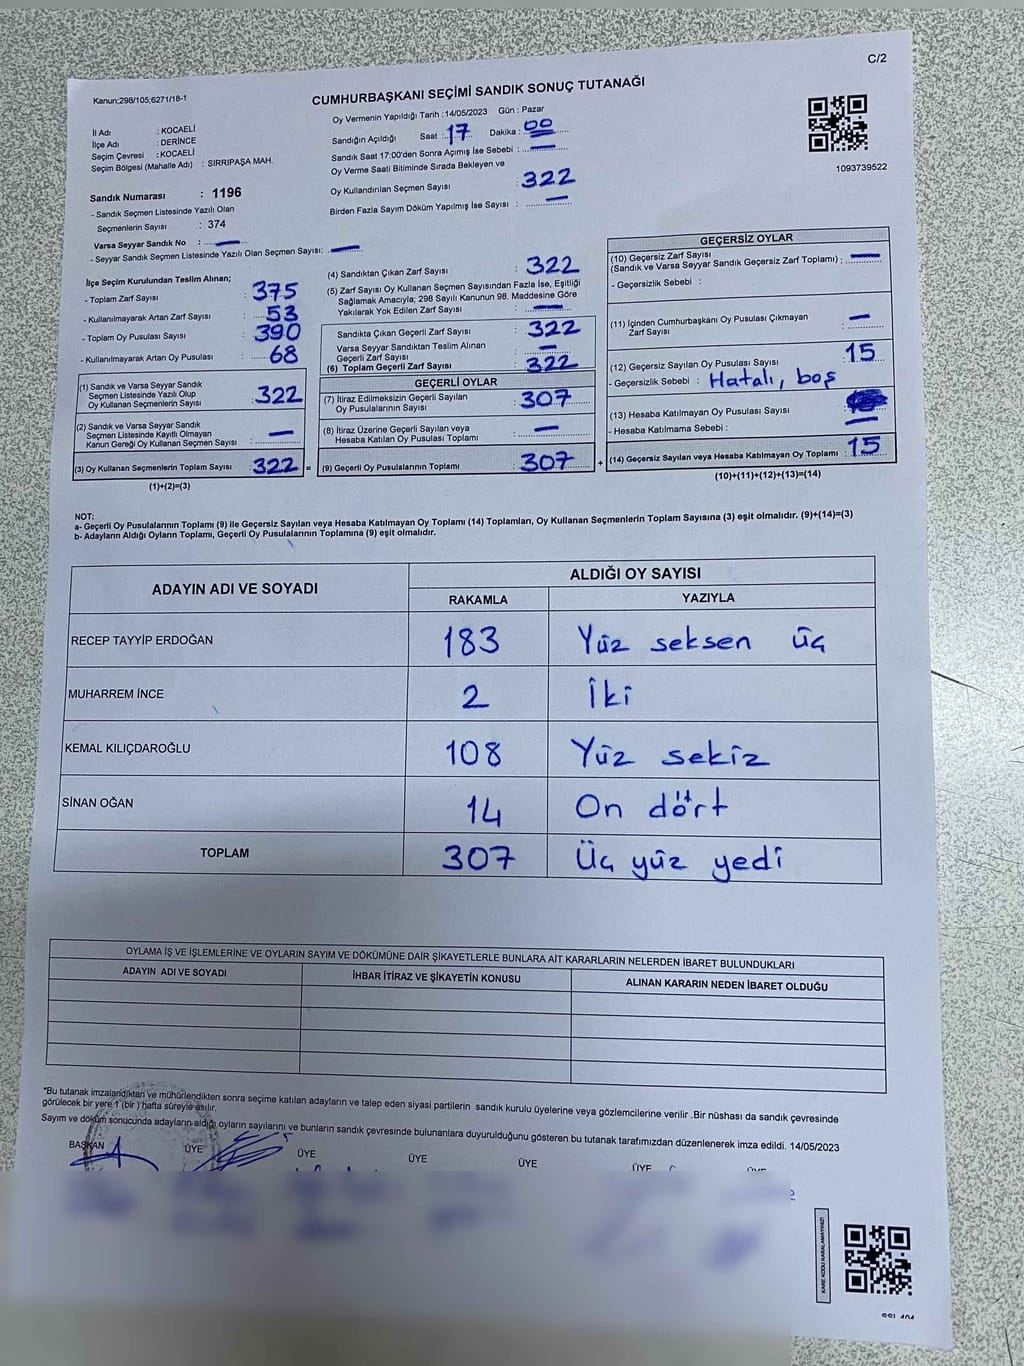 C/2
Kanun;298/105;6271/18-1
CUMHURBAŞKANI SEÇİMİ SANDIK SONUÇ TUTANAĞI
İl Adı : KOCAELİ
İlçe Adı : DERİNCE
Seçim Çevresi : KOCAELİ
Seçim Bölgesi (Mahalle Adı) : SIRRIPAŞA MAH.
Sandık Numarası : 1196
- Sandık Seçmen Listesinde Yazılı Olan
Seçmenlerin Sayısı : 374
Varsa Seyyar Sandık No : —
- Seyyar Sandık Seçmen Listesinde Yazılı Olan Seçmen Sayısı: —
Oy Vermenin Yapıldığı Tarih :14/05/2023 Gün : Pazar
Sandığın Açıldığı Saat : 17 Dakika : 00
Sandık Saat 17:00'den Sonra Açımış İse Sebebi : —
Oy Verme Saati Bitiminde Sırada Bekleyen ve
Oy Kullandırılan Seçmen Sayısı : 322
Birden Fazla Sayım Döküm Yapılmış İse Sayısı : —
1093739522
İlçe Seçim Kurulundan Teslim Alınan;
- Toplam Zarf Sayısı : 375
- Kullanılmayarak Artan Zarf Sayısı : 53
- Toplam Oy Pusulası Sayısı : 390
- Kullanılmayarak Artan Oy Pusulası : 68
(1) Sandık ve Varsa Seyyar Sandık
Seçmen Listesinde Yazılı Olup
Oy Kullanan Seçmenlerin Sayısı : 322
(2) Sandık ve Varsa Seyyar Sandık
Seçmen Listesinde Kayıtlı Olmayan
Kanun Gereği Oy Kullanan Seçmen Sayısı : —
(3) Oy Kullanan Seçmenlerin Toplam Sayısı : 322 =
(1)+(2)=(3)
(4) Sandıktan Çıkan Zarf Sayısı : 322
(5) Zarf Sayısı Oy Kullanan Seçmen Sayısından Fazla İse, Eşitliği
Sağlamak Amacıyla; 298 Sayılı Kanunun 98. Maddesine Göre
Yakılarak Yok Edilen Zarf Sayısı : —
Sandıkta Çıkan Geçerli Zarf Sayısı : 322
Varsa Seyyar Sandıktan Teslim Alınan
Geçerli Zarf Sayısı : —
(6) Toplam Geçerli Zarf Sayısı : 322
GEÇERLİ OYLAR
(7) İtiraz Edilmeksizin Geçerli Sayılan
Oy Pusulalarının Sayısı : 307
(8) İtiraz Üzerine Geçerli Sayılan veya
Hesaba Katılan Oy Pusulası Toplamı : —
(9) Geçerli Oy Pusulalarının Toplamı : 307 +
GEÇERSİZ OYLAR
(10) Geçersiz Zarf Sayısı
(Sandık ve Varsa Seyyar Sandık Geçersiz Zarf Toplamı) : —
- Geçersizlik Sebebi :
(11) İçinden Cumhurbaşkanı Oy Pusulası Çıkmayan
Zarf Sayısı : —
(12) Geçersiz Sayılan Oy Pusulası Sayısı : 15
- Geçersizlik Sebebi : Hatalı, boş
(13) Hesaba Katılmayan Oy Pusulası Sayısı : —
- Hesaba Katılmama Sebebi :
(14) Geçersiz Sayılan veya Hesaba Katılmayan Oy Toplamı : 15
(10)+(11)+(12)+(13)=(14)
NOT:
a- Geçerli Oy Pusulalarının Toplamı (9) ile Geçersiz Sayılan veya Hesaba Katılmayan Oy Toplamı (14) Toplamları, Oy Kullanan Seçmenlerin Toplam Sayısına (3) eşit olmalıdır. (9)+(14)=(3)
b- Adayların Aldığı Oyların Toplamı, Geçerli Oy Pusulalarının Toplamına (9) eşit olmalıdır.
ADAYIN ADI VE SOYADI ALDIĞI OY SAYISI
RAKAMLA YAZIYLA
RECEP TAYYİP ERDOĞAN 183 Yüz seksen üç
MUHARREM İNCE 2 İki
KEMAL KILIÇDAROĞLU 108 Yüz sekiz
SİNAN OĞAN 14 On dört
TOPLAM 307 Üç yüz yedi
OYLAMA İŞ VE İŞLEMLERİNE VE OYLARIN SAYIM VE DÖKÜMÜNE DAİR ŞİKAYETLERLE BUNLARA AİT KARARLARIN NELERDEN İBARET BULUNDUKLARI
ADAYIN ADI VE SOYADI İHBAR İTİRAZ VE ŞİKAYETİN KONUSU ALINAN KARARIN NEDEN İBARET OLDUĞU
*Bu tutanak imzalandıktan ve mühürlendikten sonra seçime katılan adayların ve talep eden siyasi partilerin sandık kurulu üyelerine veya gözlemcilerine verilir .Bir nüshası da sandık çevresinde
görülecek bir yere 1 (bir ) hafta süreyle asılır.
Sayım ve döküm sonucunda adayların aldığı oyların sayılarını ve bunların sandık çevresinde bulunanlara duyurulduğunu gösteren bu tutanak tarafımızdan düzenlenerek imza edildi. 14/05/2023
BAŞKAN ÜYE ÜYE ÜYE ÜYE ÜYE ÜYE
KARE KODU KARALAMAYINIZ!